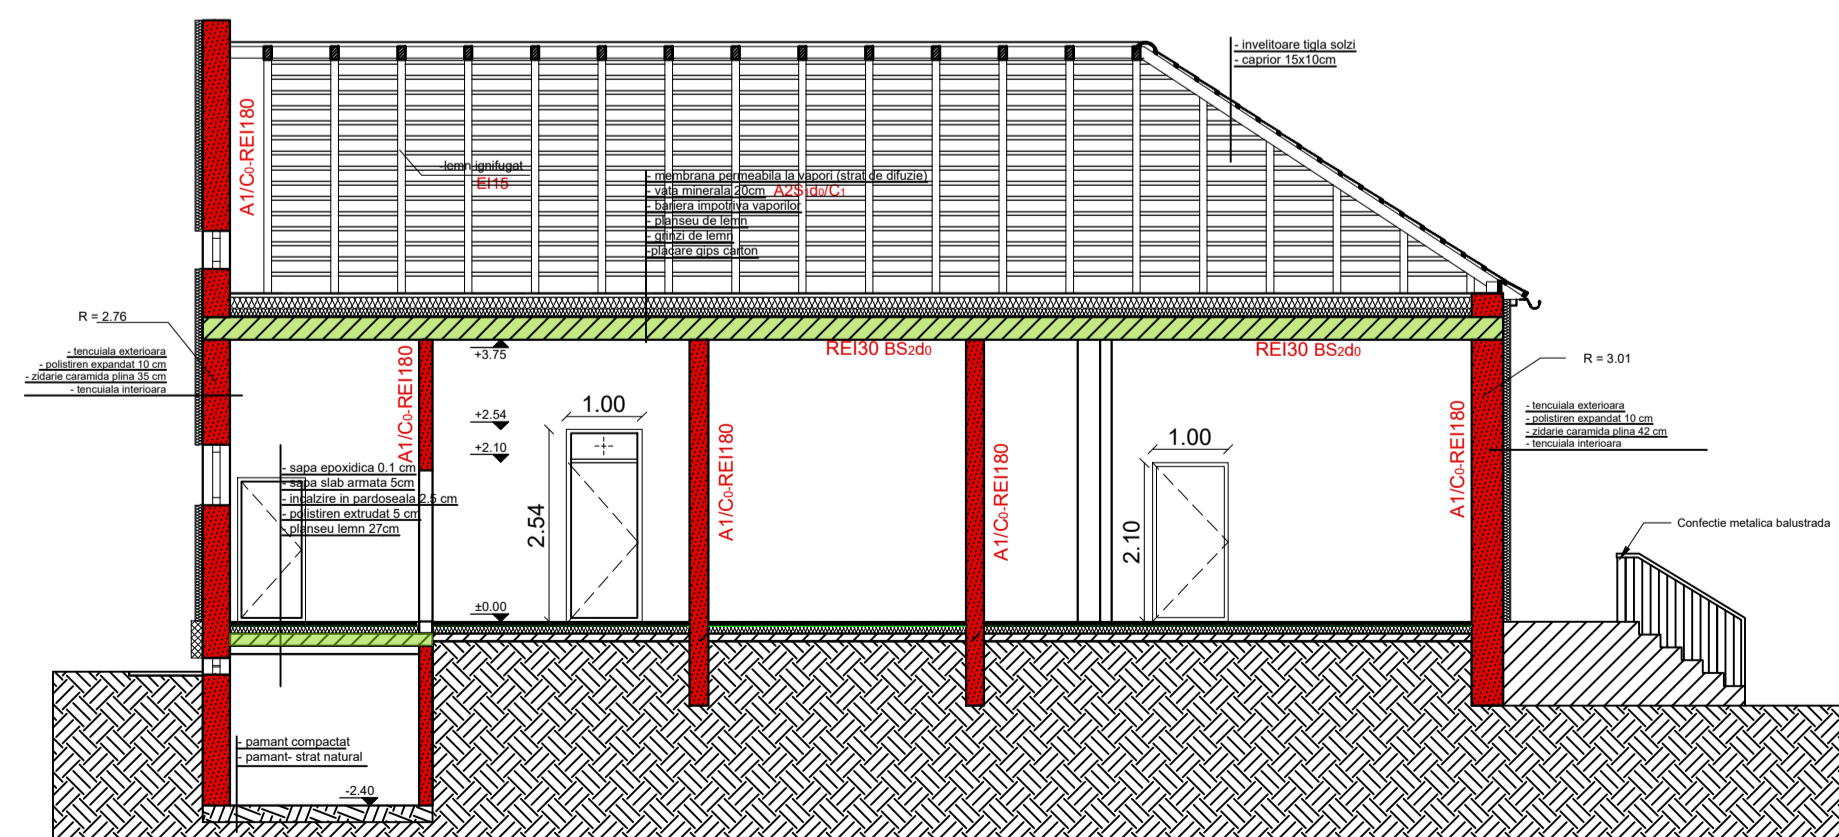 - invelitoare tigla solzi
- caprior 15x10cm
A1/C0-REI180
-lemn ignifugat
EI15
- membrana permeabila la vapori (strat de difuzie)
- vata minerala 20cm
A2S1d0/C1
- bariera impotriva vaporilor
- planseu de lemn
- grinzi de lemn
-placare gips carton
R = 2.76
- tencuiala exterioara
- polistiren expandat 10 cm
- zidarie caramida plina 35 cm
- tencuiala interioara
A1/C0-REI180
+3.75
REI30 BS2d0
REI30 BS2d0
R = 3.01
- tencuiala exterioara
- polistiren expandat 10 cm
- zidarie caramida plina 42 cm
- tencuiala interioara
+2.54
+2.10
1.00
2.54
A1/C0-REI180
A1/C0-REI180
1.00
2.10
A1/C0-REI180
- sapa epoxidica 0.1 cm
- sapa slab armata 5cm
- incalzire in pardoseala 2.5 cm
- polistiren extrudat 5 cm
- planseu lemn 27cm
Confectie metalica balustrada
±0.00
- pamant compactat
- pamant- strat natural
-2.40